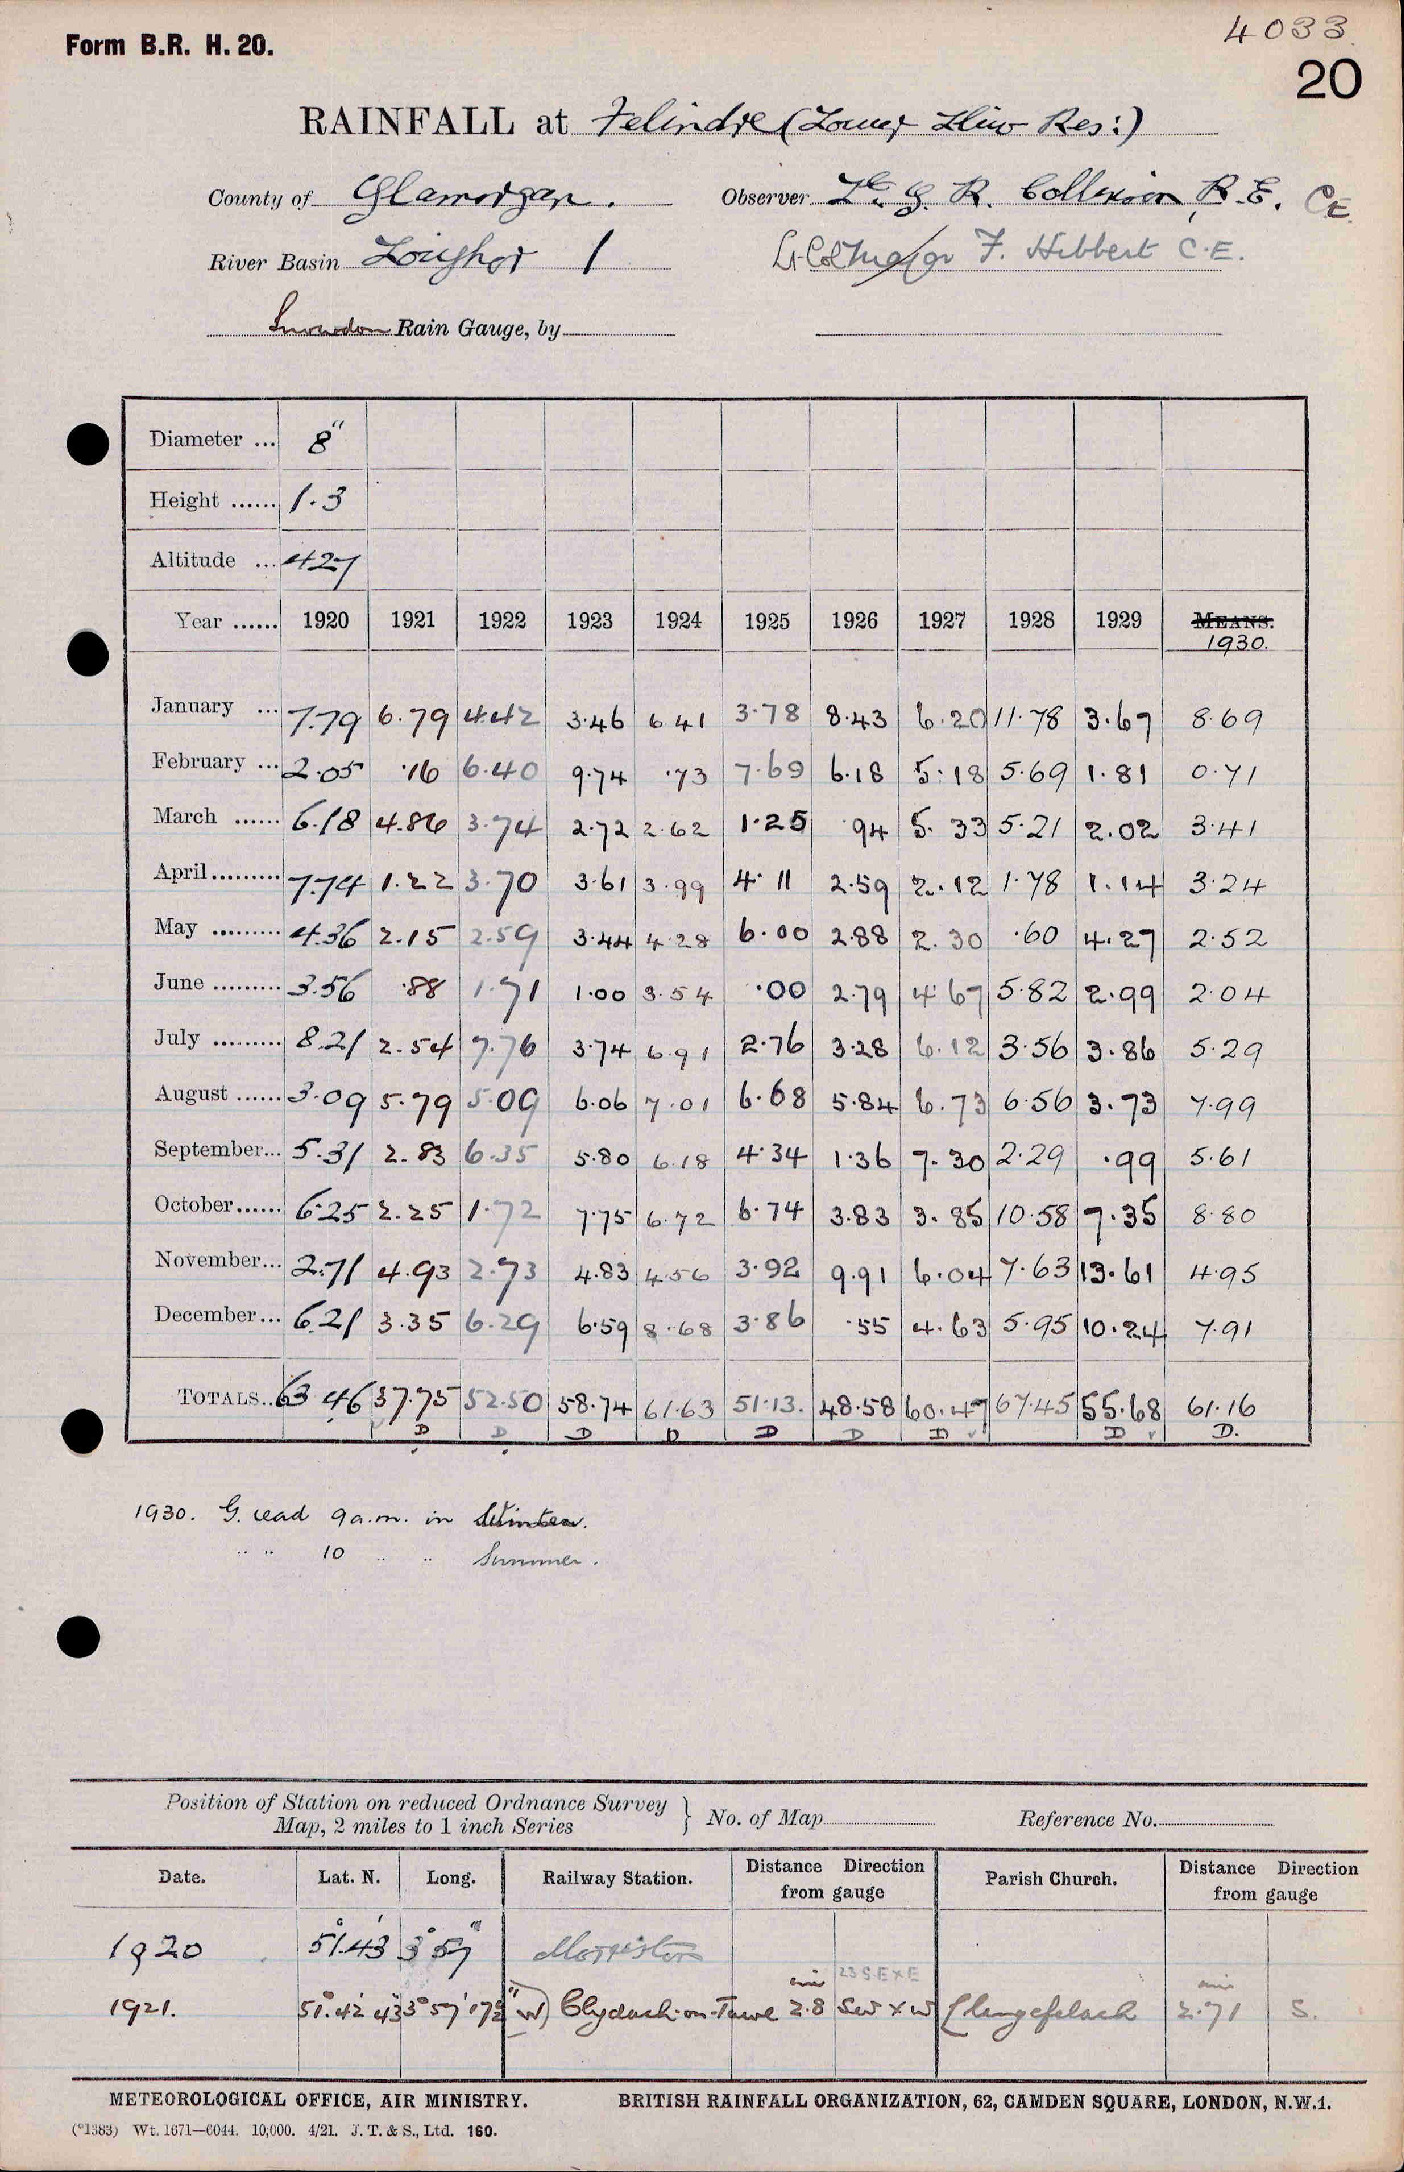 4033
Form B.R. H. 20.
20
RAINFALL at Felindre (Lower Lliw Res:)
County of Glamorgan. Observer Lt. G. R. Collinson, R.E. CE
River Basin Loughor 1 Lt-Col Major F. Hibbert C.E.
Snowdon Rain Gauge, by
Diameter ... 8"
Height ...... 1.3
Altitude ... 427
Year ...... 1920 1921 1922 1923 1924 1925 1926 1927 1928 1929 MEANS.
1930.
January ... 7.79 6.79 4.42 3.46 6.41 3.78 8.43 6.20 11.78 3.67 8.69
February ... 2.05 .16 6.40 9.74 .73 7.69 6.18 5.18 5.69 1.81 0.71
March ...... 6.18 4.86 3.74 2.72 2.62 1.25 .94 5.33 5.21 2.02 3.41
April ......... 7.74 1.22 3.70 3.61 3.99 4.11 2.59 2.12 1.78 1.14 3.24
May ......... 4.36 2.15 2.59 3.44 4.28 6.00 2.88 2.30 .60 4.27 2.52
June ......... 3.56 .88 1.71 1.00 3.54 .00 2.79 4.67 5.82 2.99 2.04
July ......... 8.21 2.54 7.76 3.74 6.91 2.76 3.28 6.12 3.56 3.86 5.29
August ...... 3.09 5.79 5.09 6.06 7.01 6.68 5.84 6.73 6.56 3.73 7.99
September... 5.31 2.83 6.35 5.80 6.18 4.34 1.36 7.30 2.29 .99 5.61
October...... 6.25 2.25 1.72 7.75 6.72 6.74 3.83 3.85 10.58 7.35 8.80
November... 2.71 4.93 2.73 4.83 4.56 3.92 9.91 6.04 7.63 13.61 4.95
December... 6.21 3.35 6.29 6.59 8.68 3.86 .55 4.63 5.95 10.24 7.91
TOTALS.. 63.46 37.75 52.50 58.74 61.63 51.13. 48.58 60.47 67.45 55.68 61.16
D D D D D D D D D.
1930. G. read 9 a.m. in Winter.
" " 10 " " Summer.
Position of Station on reduced Ordnance Survey
Map, 2 miles to 1 inch Series } No. of Map Reference No.
Date. Lat. N. Long. Railway Station. Distance Direction from gauge Parish Church. Distance Direction from gauge
1920 51°.43' 3° 57' Morriston
mi 23 S.E x E mi
1921. 51°.42' 43 3° 57' 17½" (W) Clydach-on-Tawe 2.8 SW x W Llangefelach 2.71 S.
METEOROLOGICAL OFFICE, AIR MINISTRY. BRITISH RAINFALL ORGANIZATION, 62, CAMDEN SQUARE, LONDON, N.W.1.
(*1383) Wt. 1671—6044. 10,000. 4/21. J. T. & S., Ltd. 160.